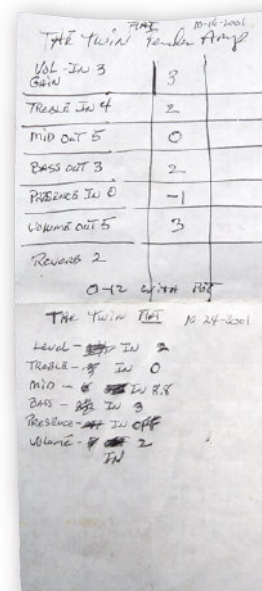 FLAT 10-16-2001
THE TWIN Fender Amp
VOL - IN 3 3
GAIN
TREBLE IN 4 2
MID OUT 5 0
BASS OUT 3 2
PRESENCE IN 0 -1
VOLUME OUT 5 3
REVERB 2
0-12 WITH
THE TWIN FLAT 10 24-2001
Level - IN 2
TREBLE - IN 0
MID - IN 8.8
BASS - IN 3
PRESENCE - IN OFF
VOLUME - 2
IN